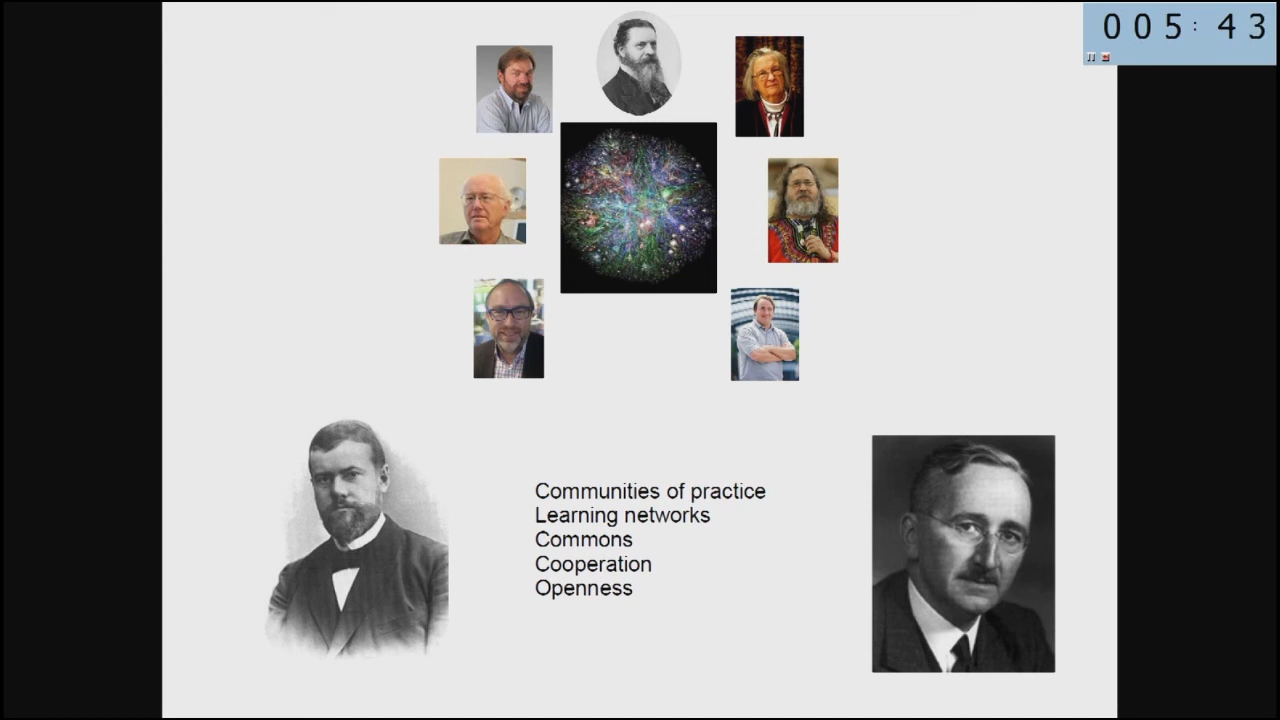 005:43
Communities of practice
Learning networks
Commons
Cooperation
Openness